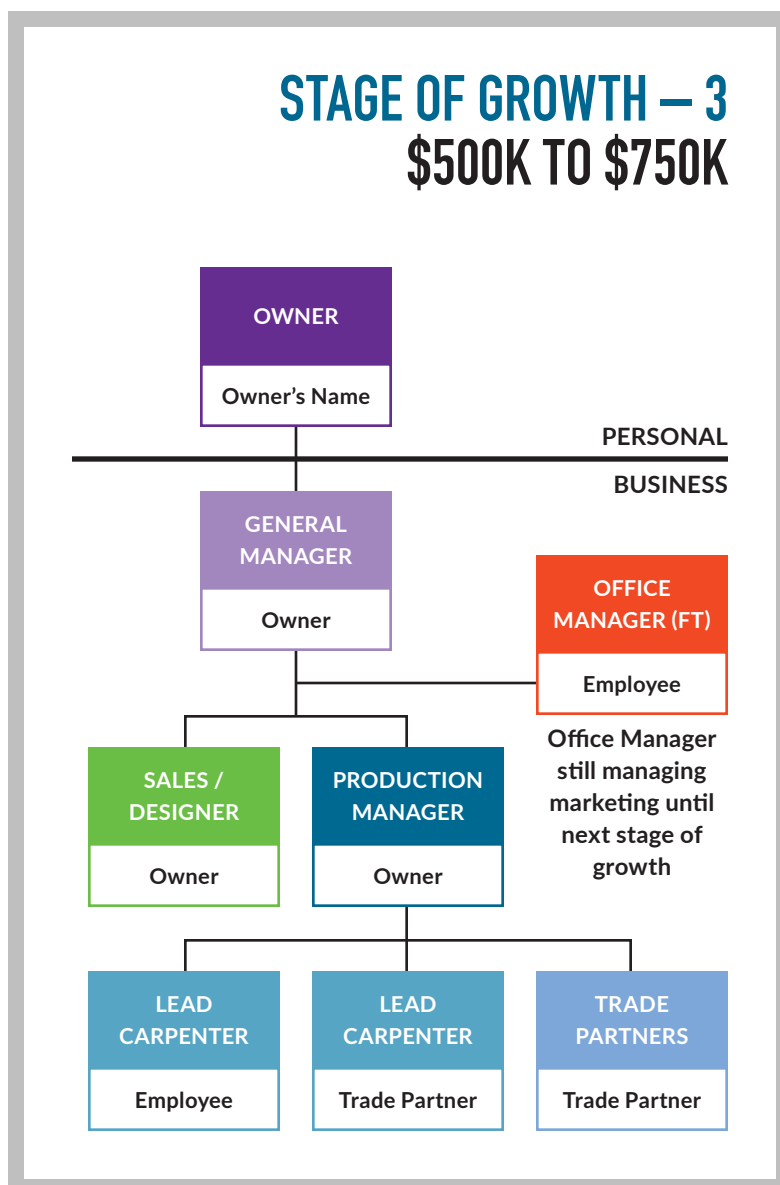 STAGE OF GROWTH — 3
$500K TO $750K
OWNER
Owner’s Name
PERSONAL
BUSINESS
GENERAL
MANAGER
Owner
OFFICE
MANAGER (FT)
Employee
Office Manager
still managing
marketing until
next stage of
growth
SALES /
DESIGNER
Owner
PRODUCTION
MANAGER
Owner
LEAD
CARPENTER
Employee
LEAD
CARPENTER
Trade Partner
TRADE
PARTNERS
Trade Partner